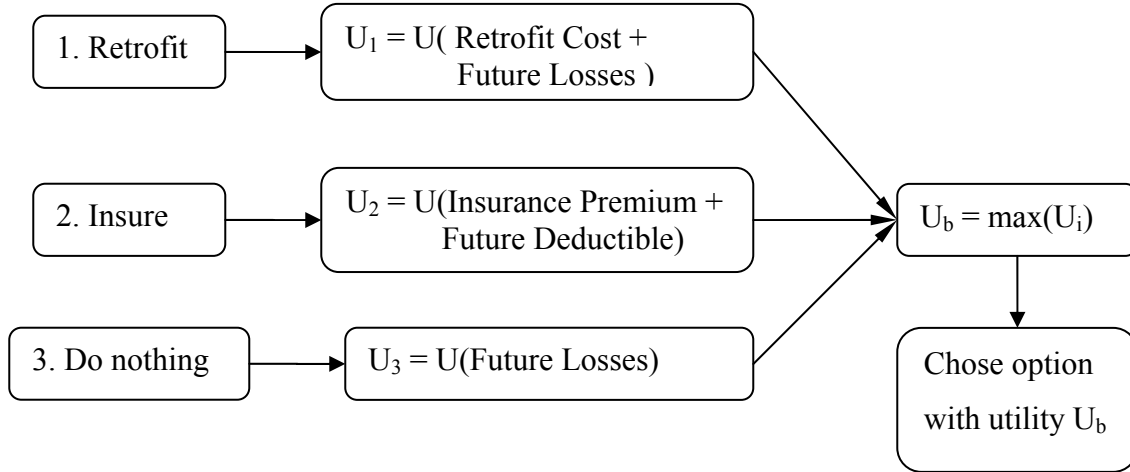 1. Retrofit
U₁ = U( Retrofit Cost +
Future Losses )
2. Insure
U₂ = U(Insurance Premium +
Future Deductible)
3. Do nothing
U₃ = U(Future Losses)
U_b = max(Uᵢ)
Chose option
with utility U_b